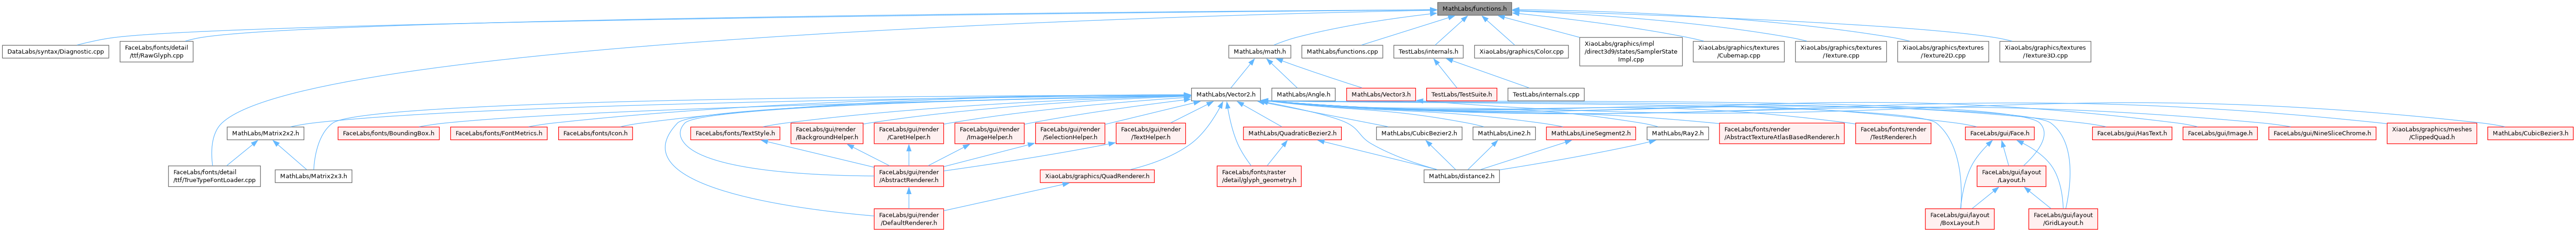 MathLabs/functions.h
DataLabs/syntax/Diagnostic.cpp
FaceLabs/fonts/detail
/ttf/RawGlyph.cpp
MathLabs/math.h
MathLabs/functions.cpp
TestLabs/internals.h
XiaoLabs/graphics/Color.cpp
XiaoLabs/graphics/impl
/direct3d9/states/SamplerState
Impl.cpp
XiaoLabs/graphics/textures
/Cubemap.cpp
XiaoLabs/graphics/textures
/Texture.cpp
XiaoLabs/graphics/textures
/Texture2D.cpp
XiaoLabs/graphics/textures
/Texture3D.cpp
MathLabs/Vector2.h
MathLabs/Angle.h
MathLabs/Vector3.h
TestLabs/TestSuite.h
TestLabs/internals.cpp
MathLabs/Matrix2x2.h
FaceLabs/fonts/BoundingBox.h
FaceLabs/fonts/FontMetrics.h
FaceLabs/fonts/Icon.h
FaceLabs/fonts/TextStyle.h
FaceLabs/gui/render
/BackgroundHelper.h
FaceLabs/gui/render
/CaretHelper.h
FaceLabs/gui/render
/ImageHelper.h
FaceLabs/gui/render
/SelectionHelper.h
FaceLabs/gui/render
/TextHelper.h
MathLabs/QuadraticBezier2.h
MathLabs/CubicBezier2.h
MathLabs/Line2.h
MathLabs/LineSegment2.h
MathLabs/Ray2.h
FaceLabs/fonts/render
/AbstractTextureAtlasBasedRenderer.h
FaceLabs/fonts/render
/TestRenderer.h
FaceLabs/gui/Face.h
FaceLabs/gui/HasText.h
FaceLabs/gui/Image.h
FaceLabs/gui/NineSliceChrome.h
XiaoLabs/graphics/meshes
/ClippedQuad.h
MathLabs/CubicBezier3.h
FaceLabs/fonts/detail
/ttf/TrueTypeFontLoader.cpp
MathLabs/Matrix2x3.h
FaceLabs/gui/render
/AbstractRenderer.h
XiaoLabs/graphics/QuadRenderer.h
FaceLabs/fonts/raster
/detail/glyph_geometry.h
MathLabs/distance2.h
FaceLabs/gui/layout
/Layout.h
FaceLabs/gui/render
/DefaultRenderer.h
FaceLabs/gui/layout
/BoxLayout.h
FaceLabs/gui/layout
/GridLayout.h